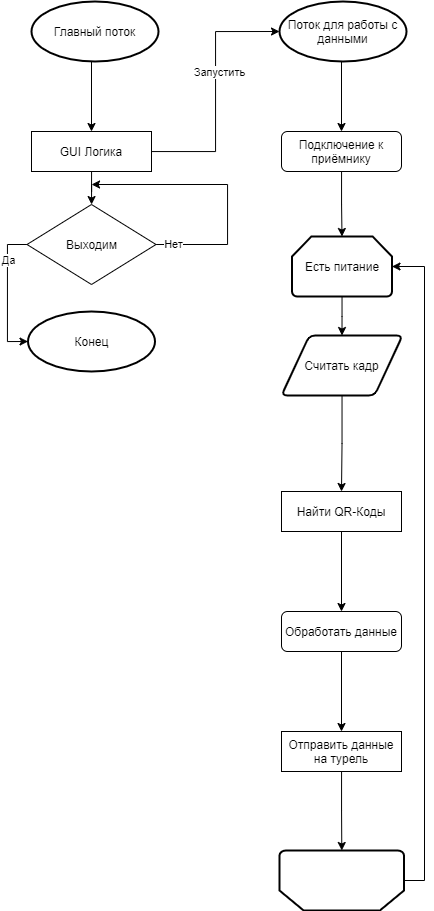 Главный поток
Поток для работы с
данными
Запустить
GUI Логика
Подключение к
приёмнику
Выходим
Нет
Да
Есть питание
Конец
Считать кадр
Найти QR-Коды
Обработать данные
Отправить данные
на турель